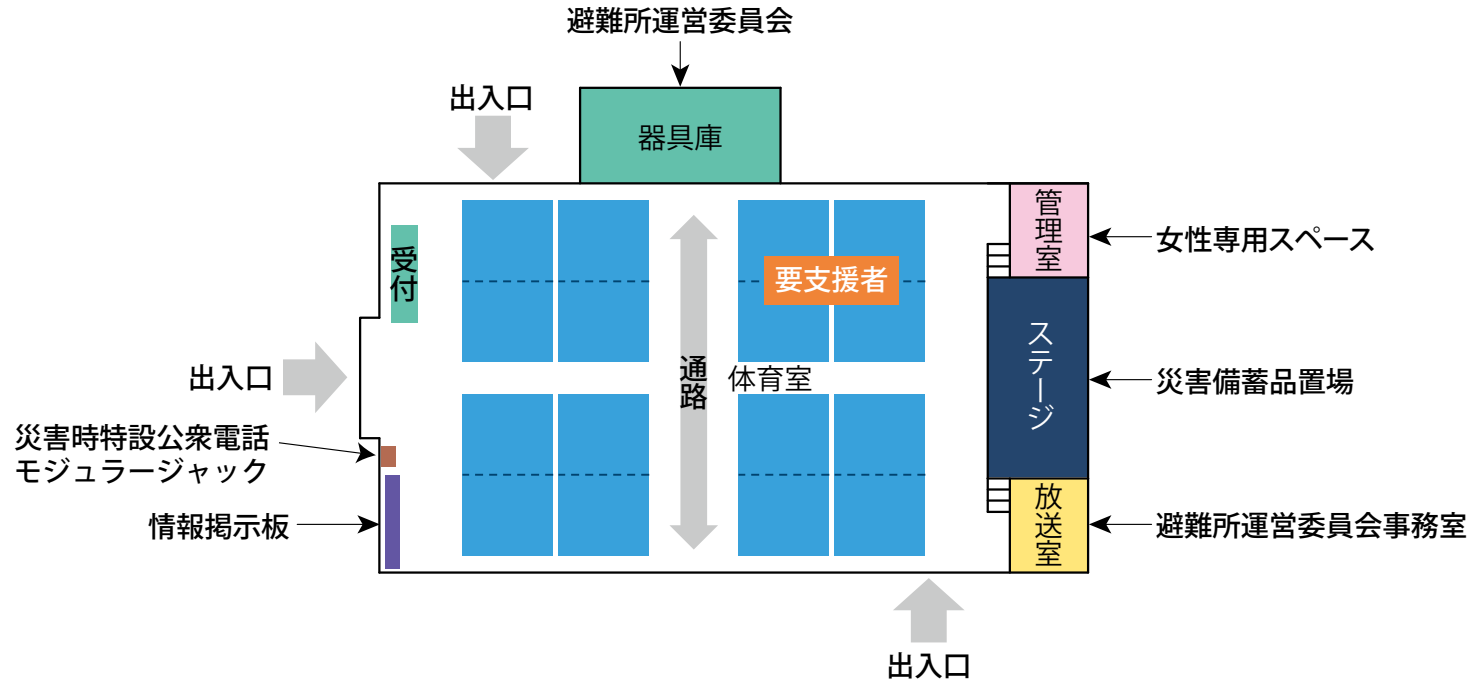 避難所運営委員会
出入口
器具庫
管理室
女性専用スペース
受付
要支援者
ステージ
出入口
通路
体育室
災害備蓄品置場
災害時特設公衆電話
モジュラージャック
情報掲示板
放送室
避難所運営委員会事務室
出入口